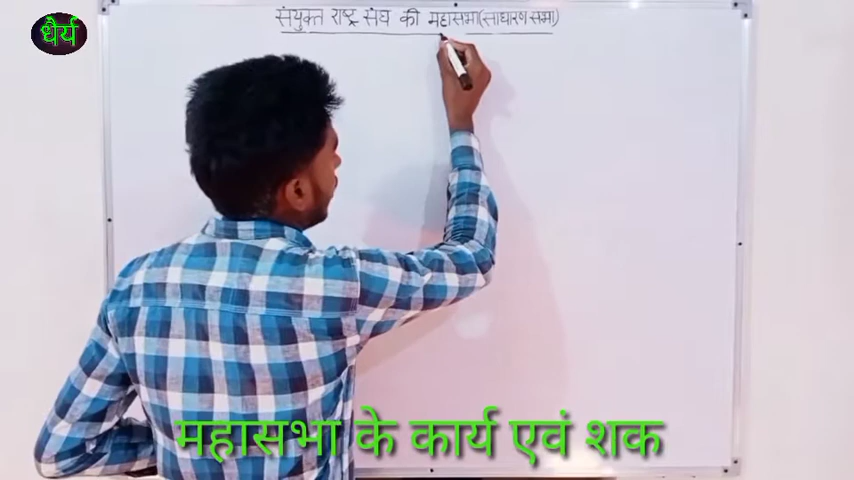 धैर्य
संयुक्त राष्ट्र संघ की महासभा(साधारण सभा)
महासभा के कार्य एवं शक